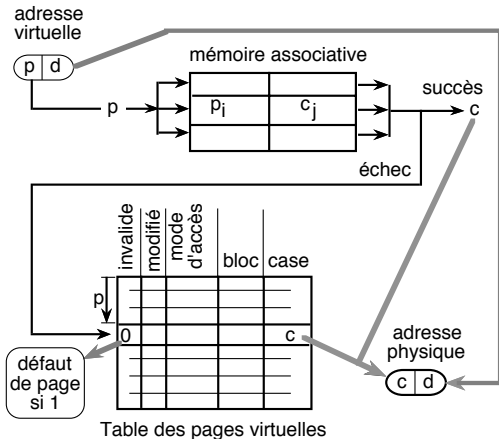 adresse
virtuelle
p d
mémoire associative
p
pi cj
succès
c
échec
invalide
modifié
mode
d'accès
bloc
case
p
0
c
défaut
de page
si 1
adresse
physique
c d
Table des pages virtuelles